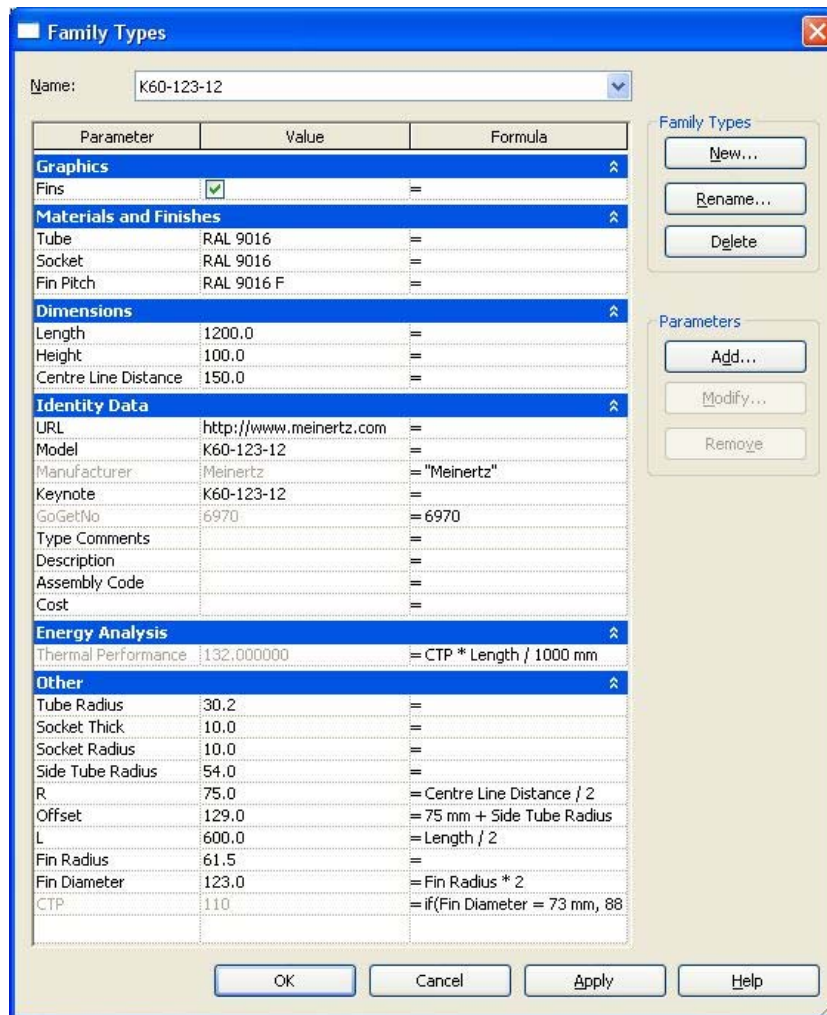 Family Types
Name: K60-123-12
Parameter Value Formula
Graphics
Fins =
Materials and Finishes
Tube RAL 9016 =
Socket RAL 9016 =
Fin Pitch RAL 9016 F =
Dimensions
Length 1200.0 =
Height 100.0 =
Centre Line Distance 150.0 =
Identity Data
URL http://www.meinertz.com =
Model K60-123-12 =
Manufacturer Meinertz = "Meinertz"
Keynote K60-123-12 =
GoGetNo 6970 = 6970
Type Comments =
Description =
Assembly Code =
Cost =
Energy Analysis
Thermal Performance 132.000000 = CTP * Length / 1000 mm
Other
Tube Radius 30.2 =
Socket Thick 10.0 =
Socket Radius 10.0 =
Side Tube Radius 54.0 =
R 75.0 = Centre Line Distance / 2
Offset 129.0 = 75 mm + Side Tube Radius
L 600.0 = Length / 2
Fin Radius 61.5 =
Fin Diameter 123.0 = Fin Radius * 2
CTP 110 = if(Fin Diameter = 73 mm, 88
Family Types
New...
Rename...
Delete
Parameters
Add...
Modify...
Remove
OK Cancel Apply Help